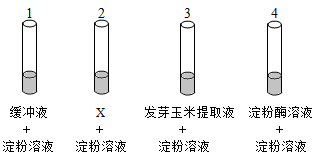 1 2 3 4
缓冲液 X 发芽玉米提取液 淀粉酶溶液
+ + + +
淀粉溶液 淀粉溶液 淀粉溶液 淀粉溶液